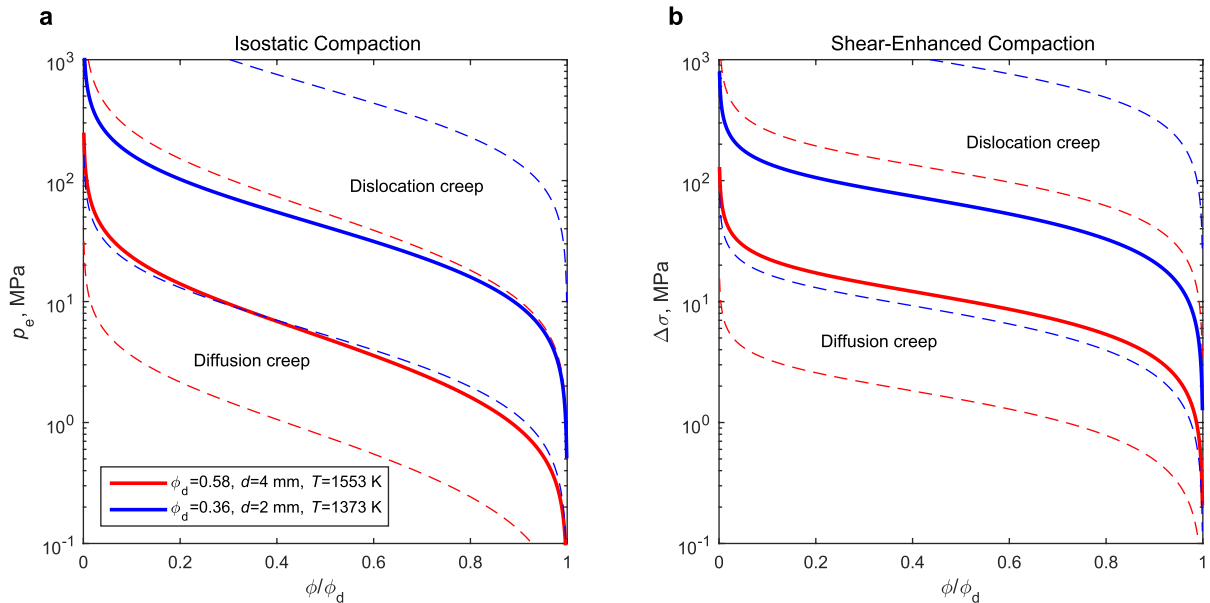 a
Isostatic Compaction
10³
10²
10¹
10⁰
10⁻¹
pₑ, MPa
Dislocation creep
Diffusion creep
ϕd=0.58, d=4 mm, T=1553 K
ϕd=0.36, d=2 mm, T=1373 K
0 0.2 0.4 0.6 0.8 1
ϕ/ϕd
b
Shear-Enhanced Compaction
10³
10²
10¹
10⁰
10⁻¹
Δσ, MPa
Dislocation creep
Diffusion creep
0 0.2 0.4 0.6 0.8 1
ϕ/ϕd